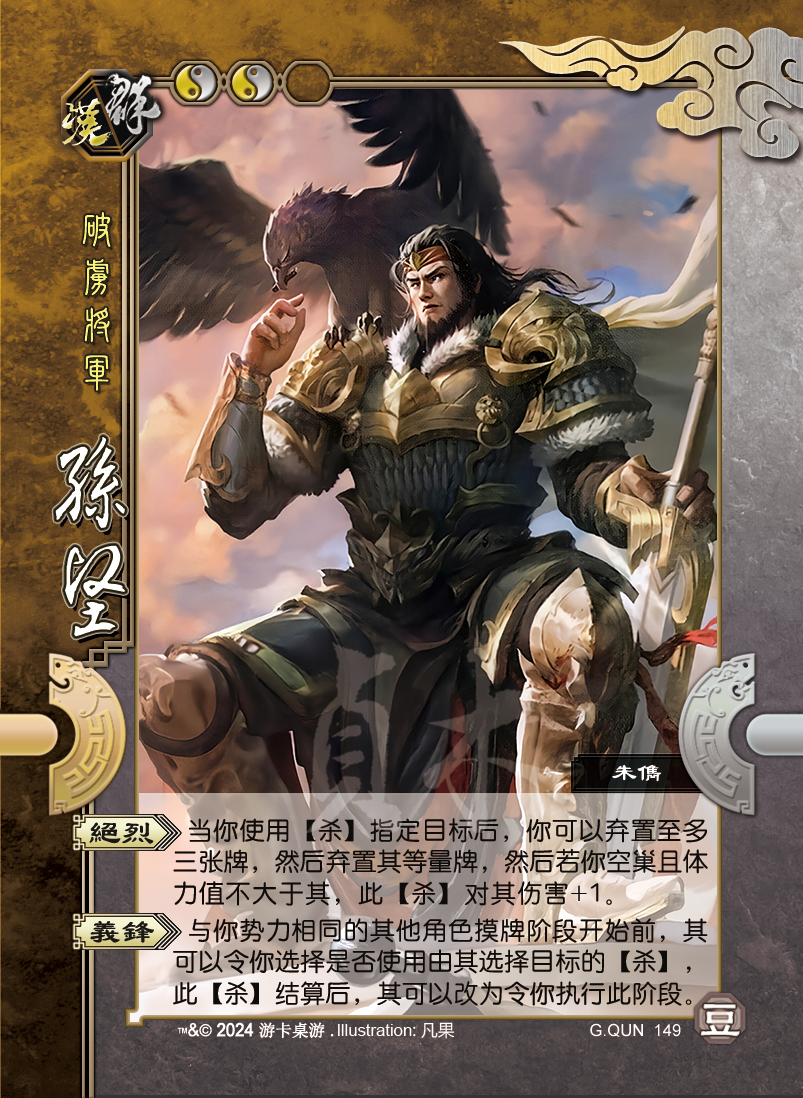 漢 群
破虜將軍
孫堅
朱儁
絕烈 当你使用【杀】指定目标后，你可以弃置至多
三张牌，然后弃置其等量牌，然后若你空巢且体
力值不大于其，此【杀】对其伤害+1。
義鋒 与你势力相同的其他角色摸牌阶段开始前，其
可以令你选择是否使用由其选择目标的【杀】，
此【杀】结算后，其可以改为令你执行此阶段。
™&© 2024 游卡桌游 . Illustration: 凡果
G.QUN 149
豆